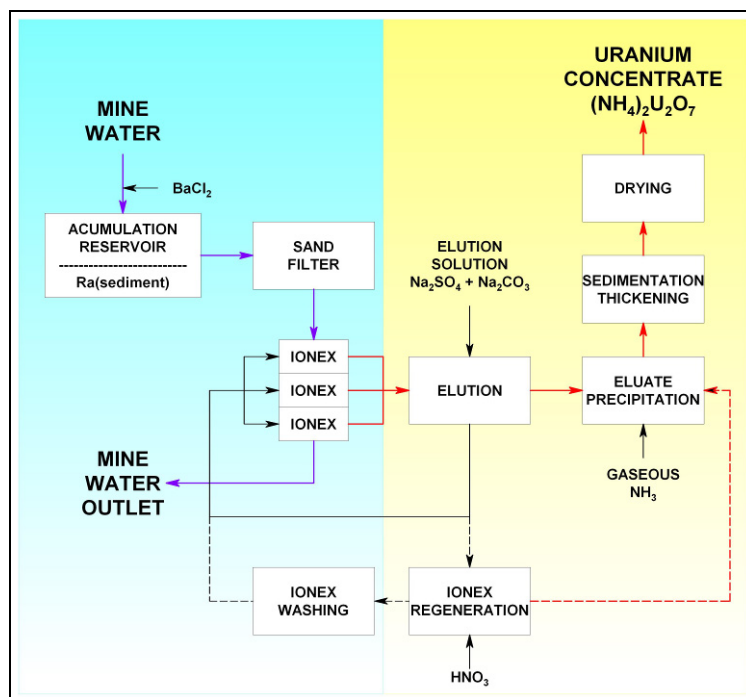 URANIUM
CONCENTRATE
(NH₄)₂U₂O₇
MINE
WATER
BaCl₂
DRYING
ACUMULATION
RESERVOIR
--------------------------
Ra(sediment)
SAND
FILTER
ELUTION
SOLUTION
Na₂SO₄ + Na₂CO₃
SEDIMENTATION
THICKENING
IONEX
IONEX
IONEX
ELUTION
ELUATE
PRECIPITATION
MINE
WATER
OUTLET
GASEOUS
NH₃
IONEX
WASHING
IONEX
REGENERATION
HNO₃